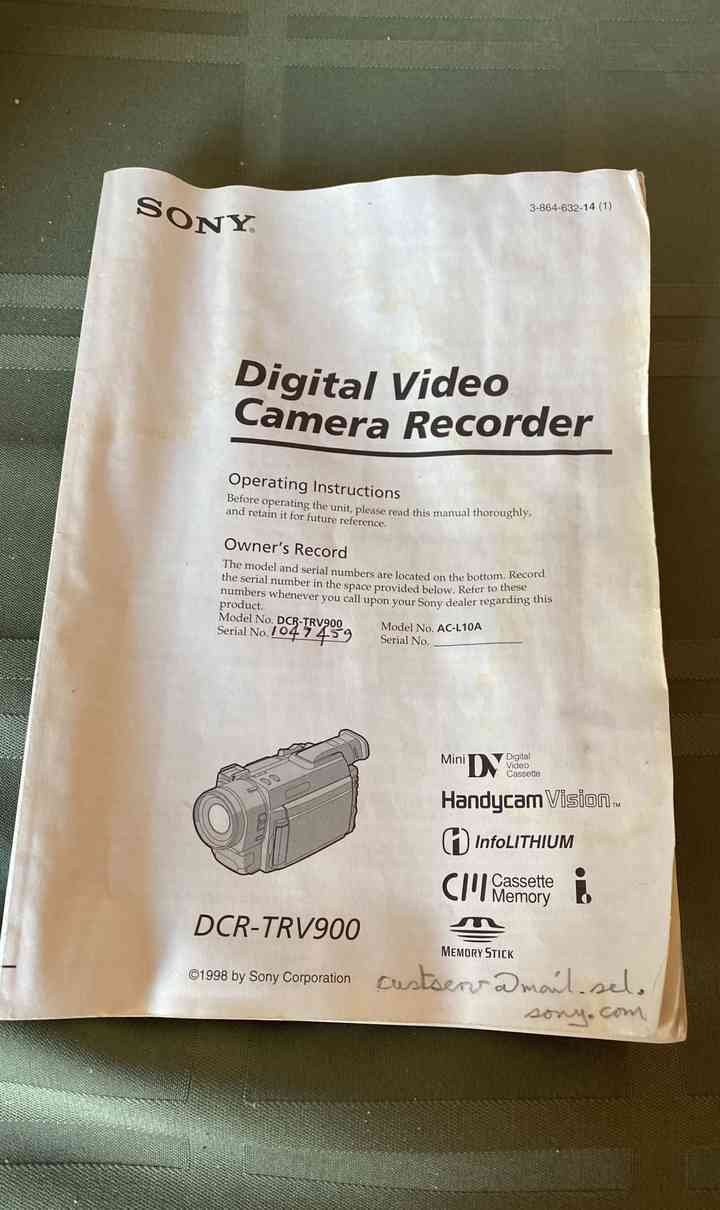 SONY®
3-864-632-14 (1)
Digital Video
Camera Recorder
Operating Instructions
Before operating the unit, please read this manual thoroughly,
and retain it for future reference.
Owner's Record
The model and serial numbers are located on the bottom. Record
the serial number in the space provided below. Refer to these
numbers whenever you call upon your Sony dealer regarding this
product.
Model No. DCR-TRV900
Serial No. 1047459
Model No. AC-L10A
Serial No.
Mini DV Digital
Video
Cassette
Handycam Vision™
InfoLITHIUM
Cassette
Memory
MEMORY STICK
DCR-TRV900
©1998 by Sony Corporation
custserv@mail.sel.
sony.com